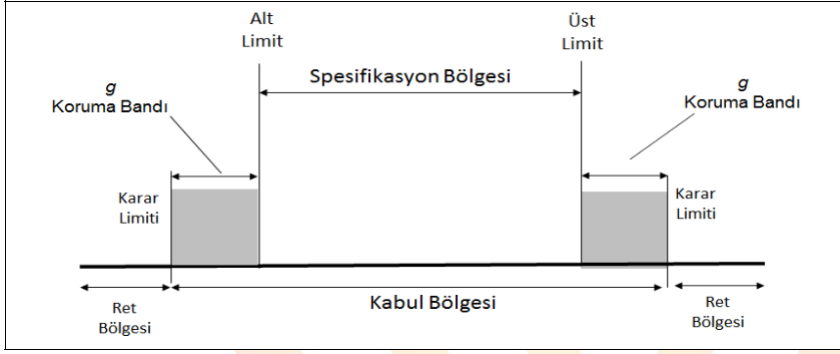 Alt
Limit
Üst
Limit
Spesifikasyon Bölgesi
g
Koruma Bandı
g
Koruma Bandı
Karar
Limiti
Karar
Limiti
Ret
Bölgesi
Kabul Bölgesi
Ret
Bölgesi